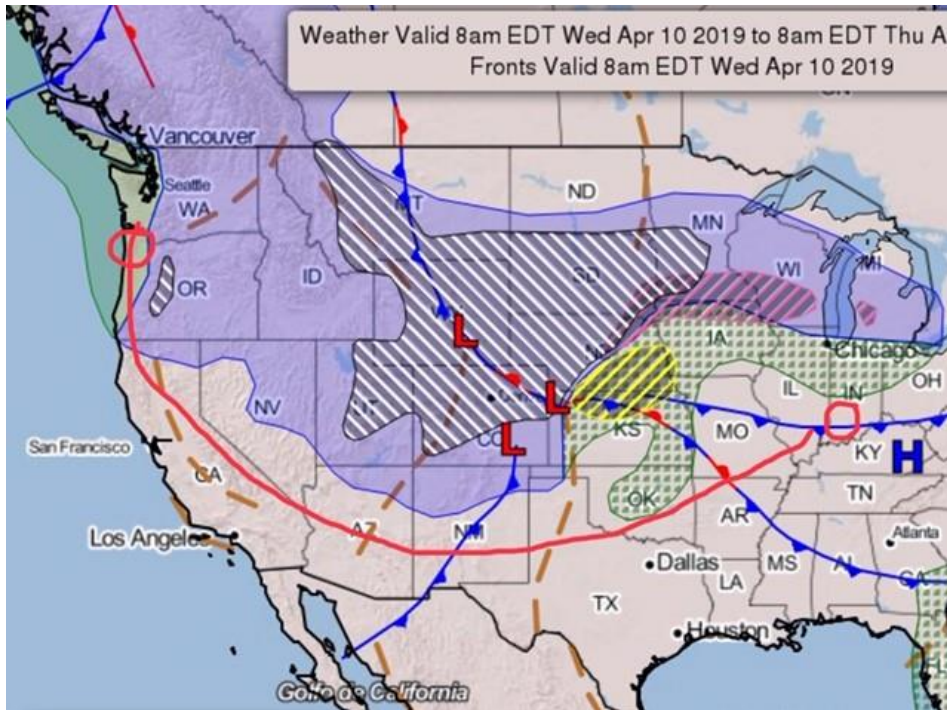 Weather Valid 8am EDT Wed Apr 10 2019 to 8am EDT Thu A
Fronts Valid 8am EDT Wed Apr 10 2019
Vancouver
Seattle
WA
MT
ND
MN
OR
ID
SD
WI
MI
L
IA
Chicago
NV
UT
L
IL
IN
OH
CO
L
KS
MO
KY
H
San Francisco
CA
OK
TN
Los Angeles
AZ
NM
AR
Atlanta
Dallas
MS
AL
GA
LA
TX
Houston
Golfo de California